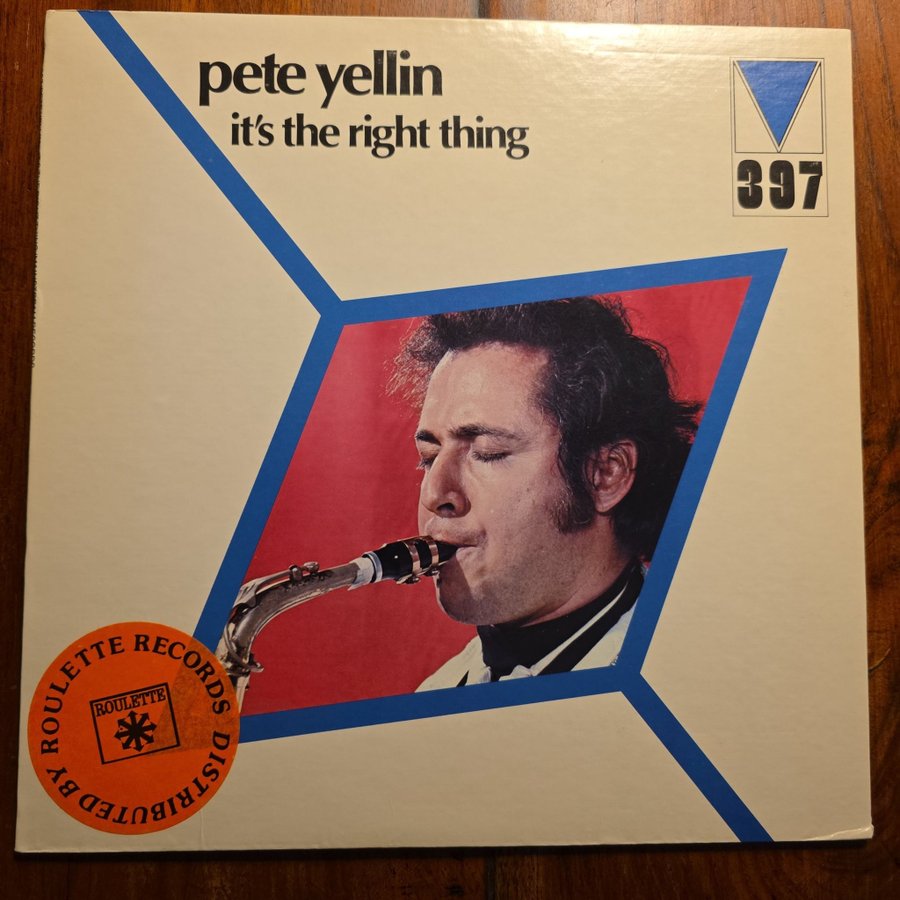 pete yellin
it's the right thing
397
DISTRIBUTED BY ROULETTE RECORDS
ROULETTE